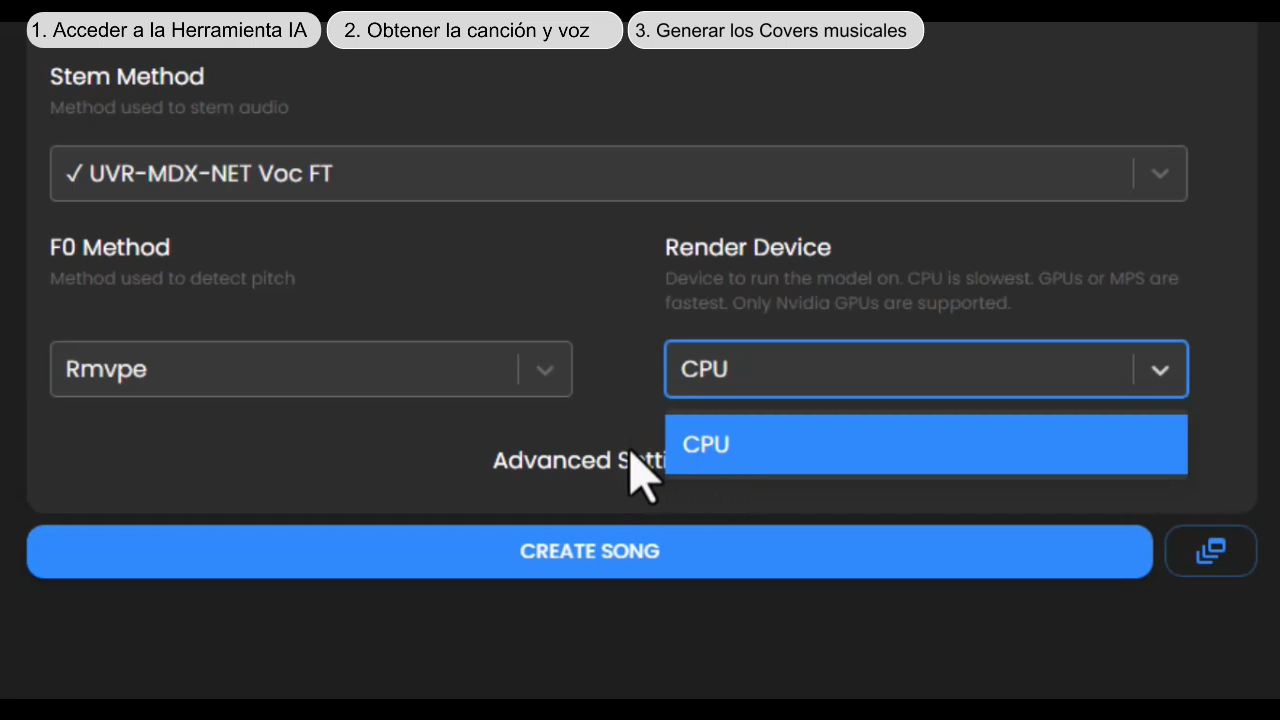 1. Acceder a la Herramienta IA
2. Obtener la canción y voz
3. Generar los Covers musicales
Stem Method
Method used to stem audio
✓ UVR-MDX-NET Voc FT
F0 Method
Method used to detect pitch
Rmvpe
Render Device
Device to run the model on. CPU is slowest. GPUs or MPS are
fastest. Only Nvidia GPUs are supported.
CPU
CPU
Advanced
CREATE SONG